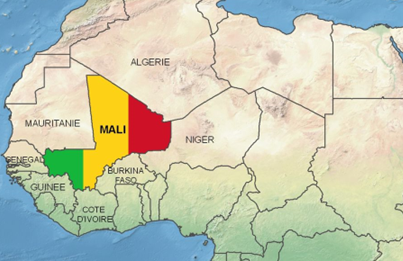 ALGERIE
MAURITANIE
MALI
NIGER
SENEGAL
BURKINA
FASO
GUINEE
COTE
D'IVOIRE